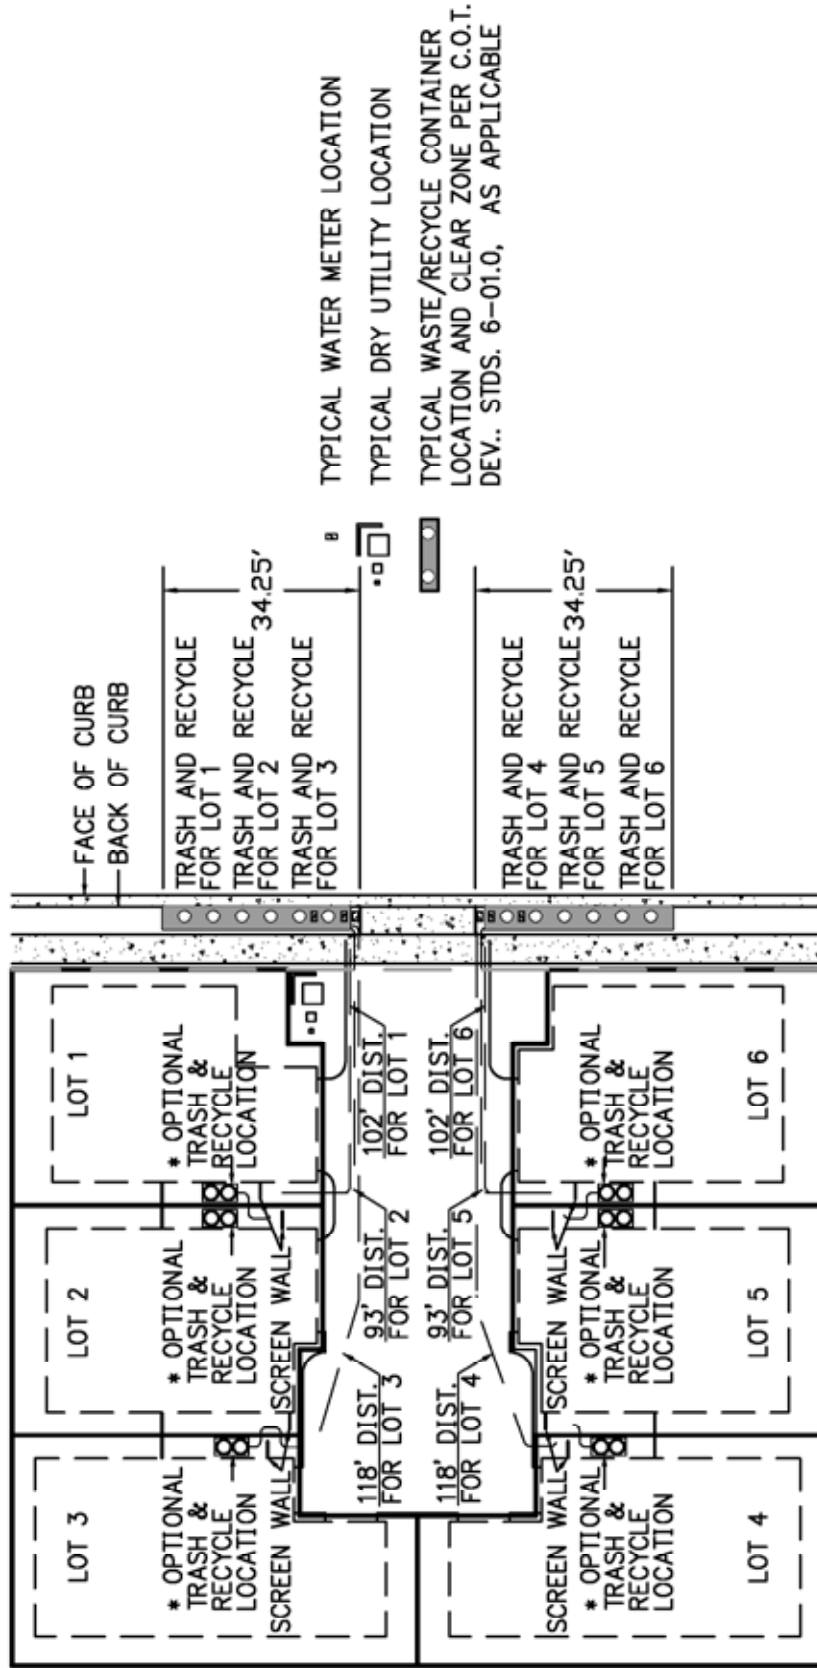 FACE OF CURB
BACK OF CURB
TRASH AND RECYCLE
FOR LOT 1
TRASH AND RECYCLE
FOR LOT 2
TRASH AND RECYCLE
FOR LOT 3
34.25'
TYPICAL WATER METER LOCATION
TYPICAL DRY UTILITY LOCATION
TYPICAL WASTE/RECYCLE CONTAINER
LOCATION AND CLEAR ZONE PER C.O.T.
DEV.. STDS. 6-01.0, AS APPLICABLE
TRASH AND RECYCLE
FOR LOT 4
TRASH AND RECYCLE
FOR LOT 5
TRASH AND RECYCLE
FOR LOT 6
34.25'
LOT 3
* OPTIONAL
TRASH &
RECYCLE
LOCATION
SCREEN WALL
LOT 2
* OPTIONAL
TRASH &
RECYCLE
LOCATION
SCREEN WALL
LOT 1
* OPTIONAL
TRASH &
RECYCLE
LOCATION
118' DIST.
FOR LOT 3
93' DIST.
FOR LOT 2
102' DIST.
FOR LOT 1
118' DIST.
FOR LOT 4
93' DIST.
FOR LOT 5
102' DIST.
FOR LOT 6
SCREEN WALL
* OPTIONAL
TRASH &
RECYCLE
LOCATION
LOT 4
SCREEN WALL
* OPTIONAL
TRASH &
RECYCLE
LOCATION
LOT 5
* OPTIONAL
TRASH &
RECYCLE
LOCATION
LOT 6